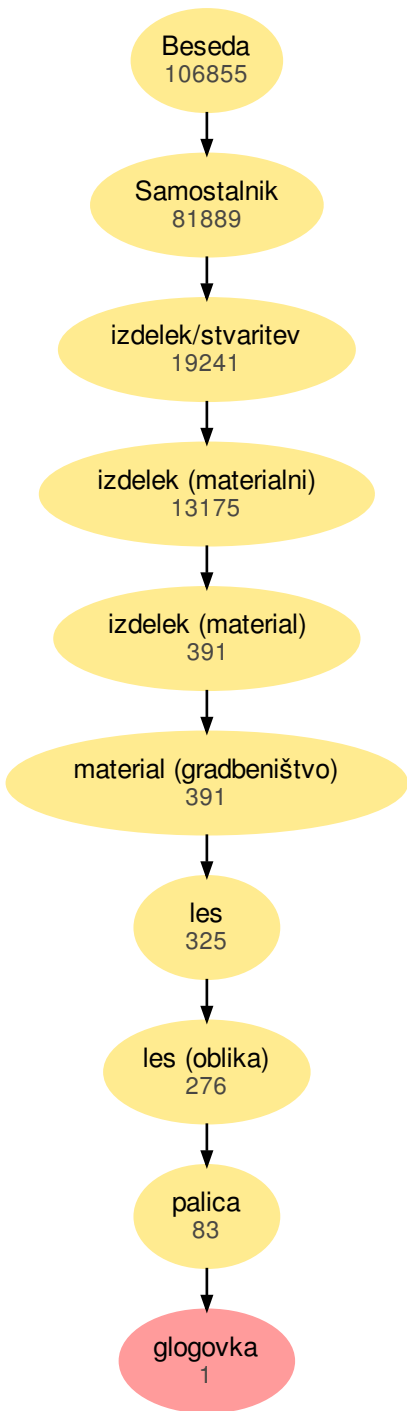 Beseda
106855
Samostalnik
81889
izdelek/stvaritev
19241
izdelek (materialni)
13175
izdelek (material)
391
material (gradbeništvo)
391
les
325
les (oblika)
276
palica
83
glogovka
1